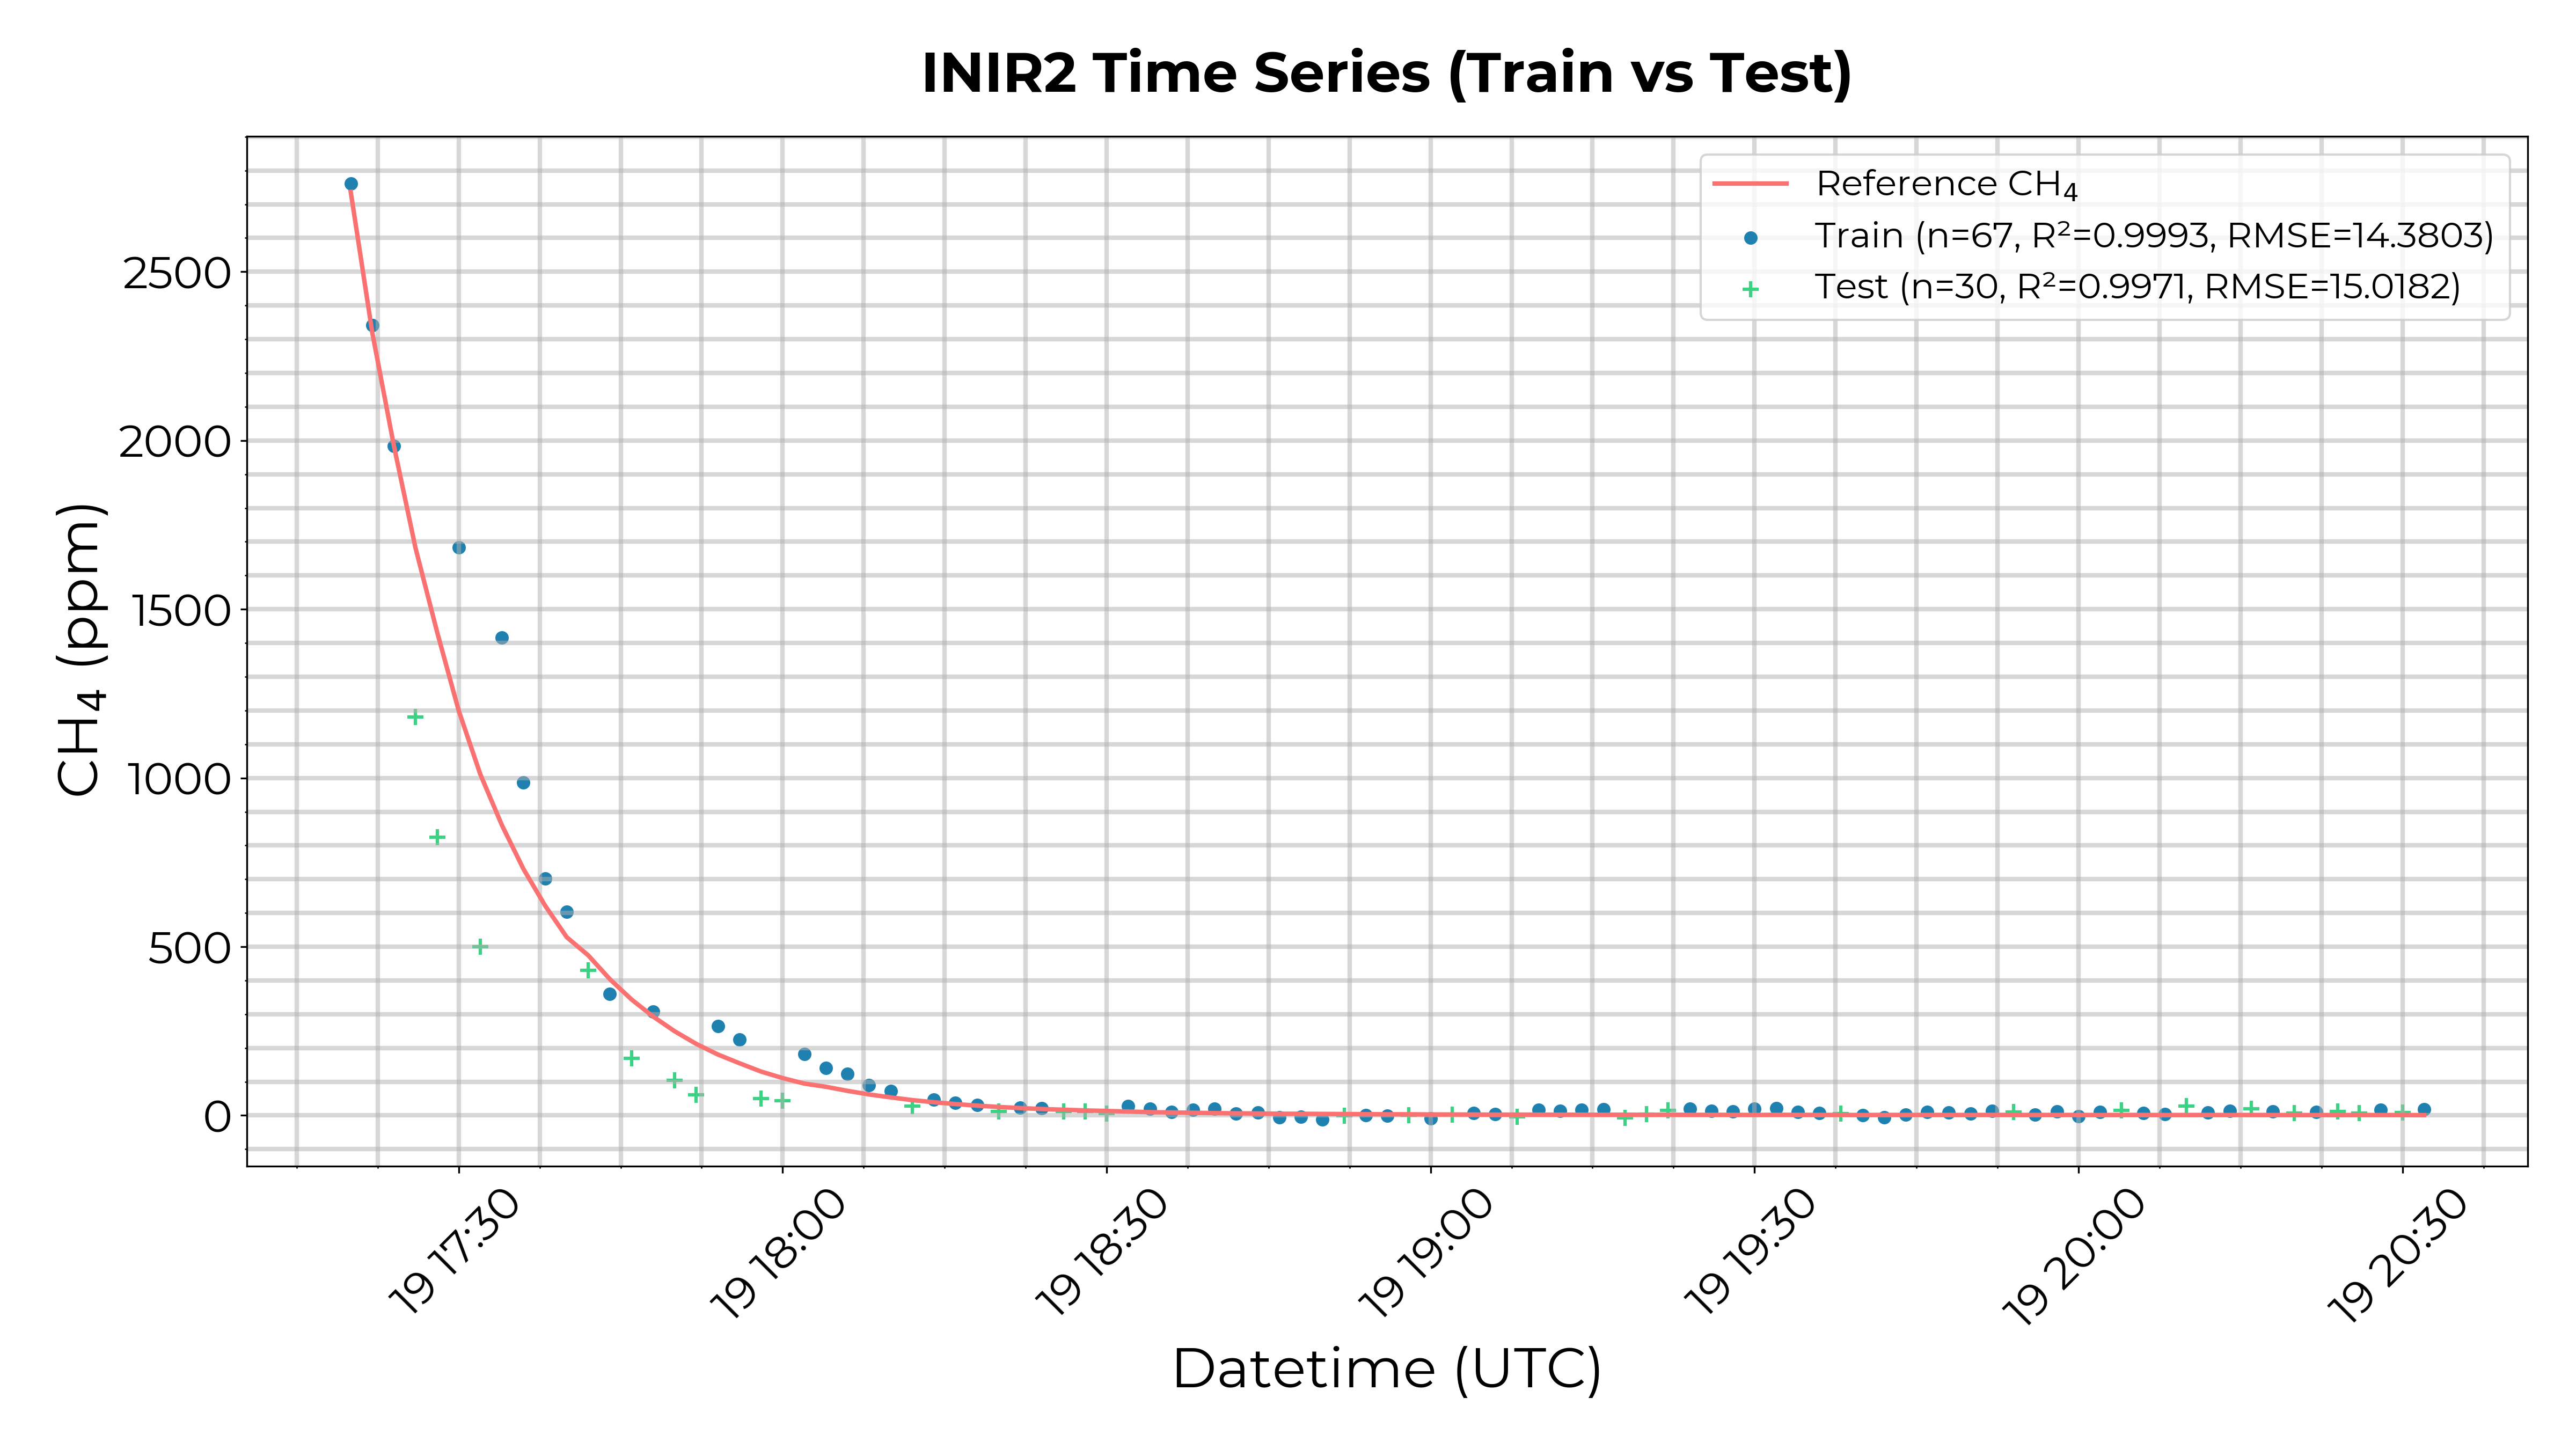 INIR2 Time Series (Train vs Test)
Reference CH₄
Train (n=67, R²=0.9993, RMSE=14.3803)
Test (n=30, R²=0.9971, RMSE=15.0182)
CH₄ (ppm)
2500
2000
1500
1000
500
0
19 17:30
19 18:00
19 18:30
19 19:00
19 19:30
19 20:00
19 20:30
Datetime (UTC)